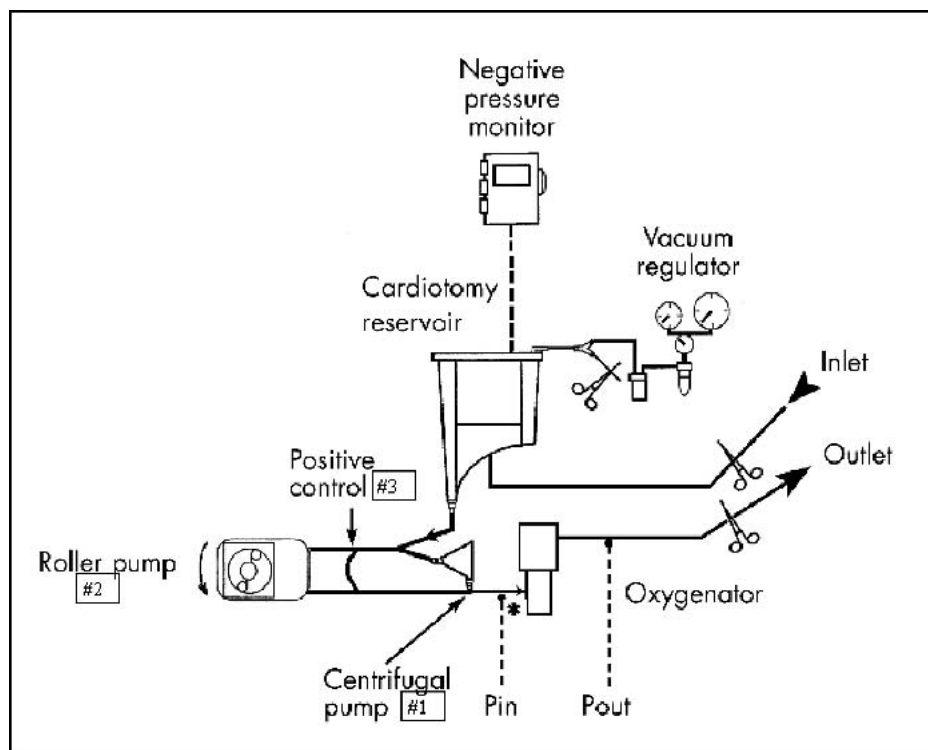 Negative
pressure
monitor
Vacuum
regulator
Cardiotomy
reservoir
Inlet
Outlet
Positive
control #3
Roller pump
#2
Oxygenator
*
Centrifugal
pump #1
Pin
Pout